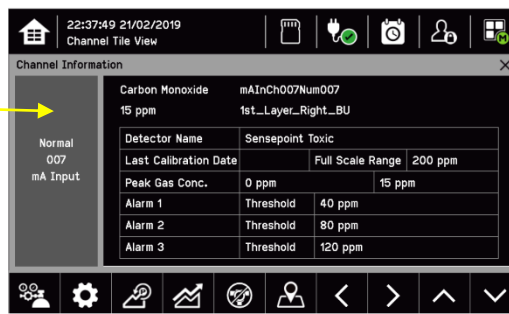 22:37:49 21/02/2019
Channel Tile View
Channel Information
Carbon Monoxide mAInCh007Num007
15 ppm 1st_Layer_Right_BU
Normal
007
mA Input
Detector Name Sensepoint Toxic
Last Calibration Date Full Scale Range 200 ppm
Peak Gas Conc. 0 ppm 15 ppm
Alarm 1 Threshold 40 ppm
Alarm 2 Threshold 80 ppm
Alarm 3 Threshold 120 ppm